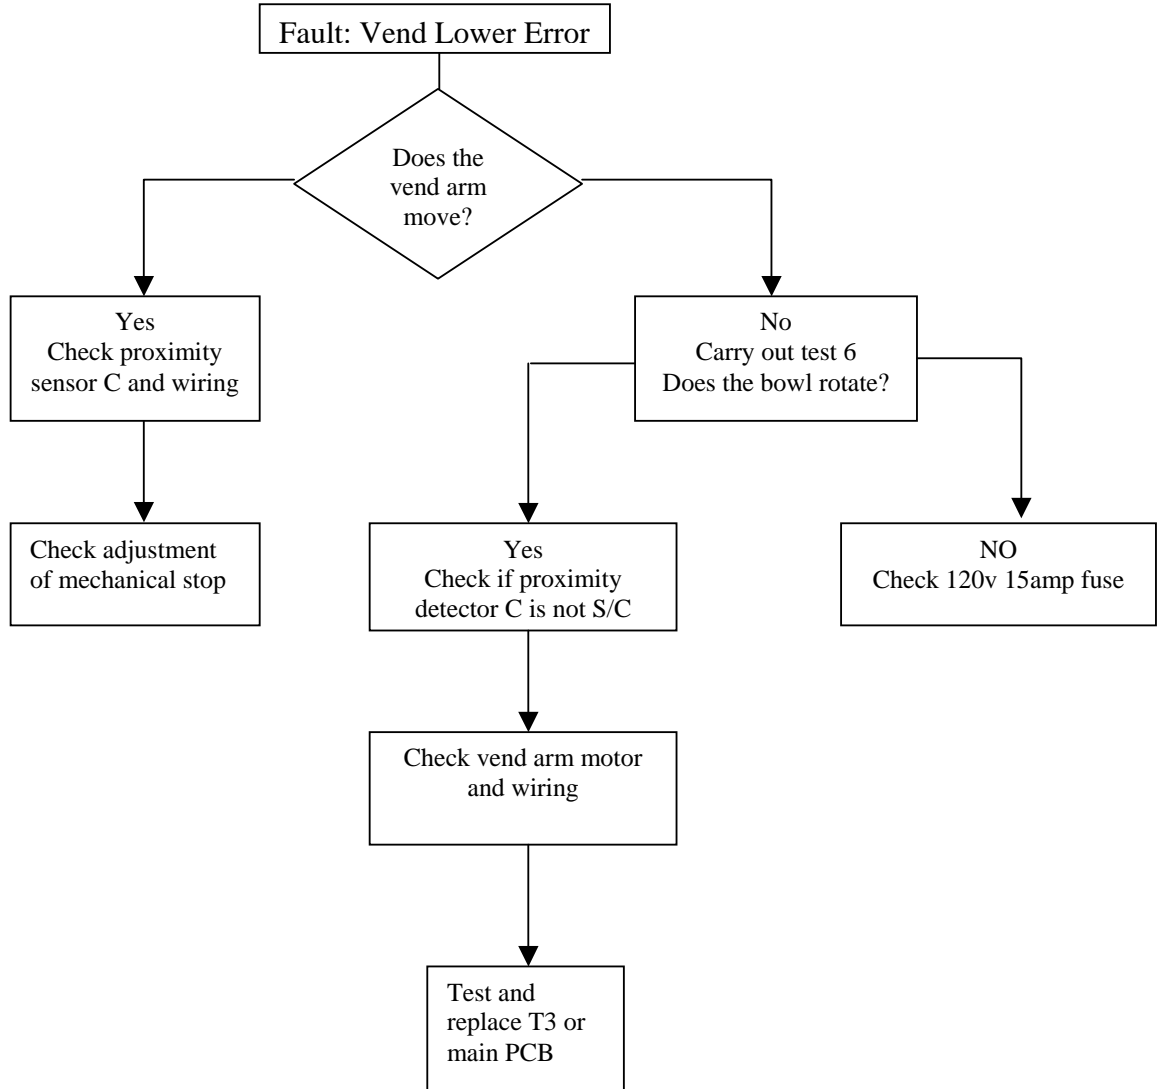 Fault: Vend Lower Error
Does the
vend arm
move?
Yes
Check proximity
sensor C and wiring
No
Carry out test 6
Does the bowl rotate?
Check adjustment
of mechanical stop
Yes
Check if proximity
detector C is not S/C
NO
Check 120v 15amp fuse
Check vend arm motor
and wiring
Test and
replace T3 or
main PCB